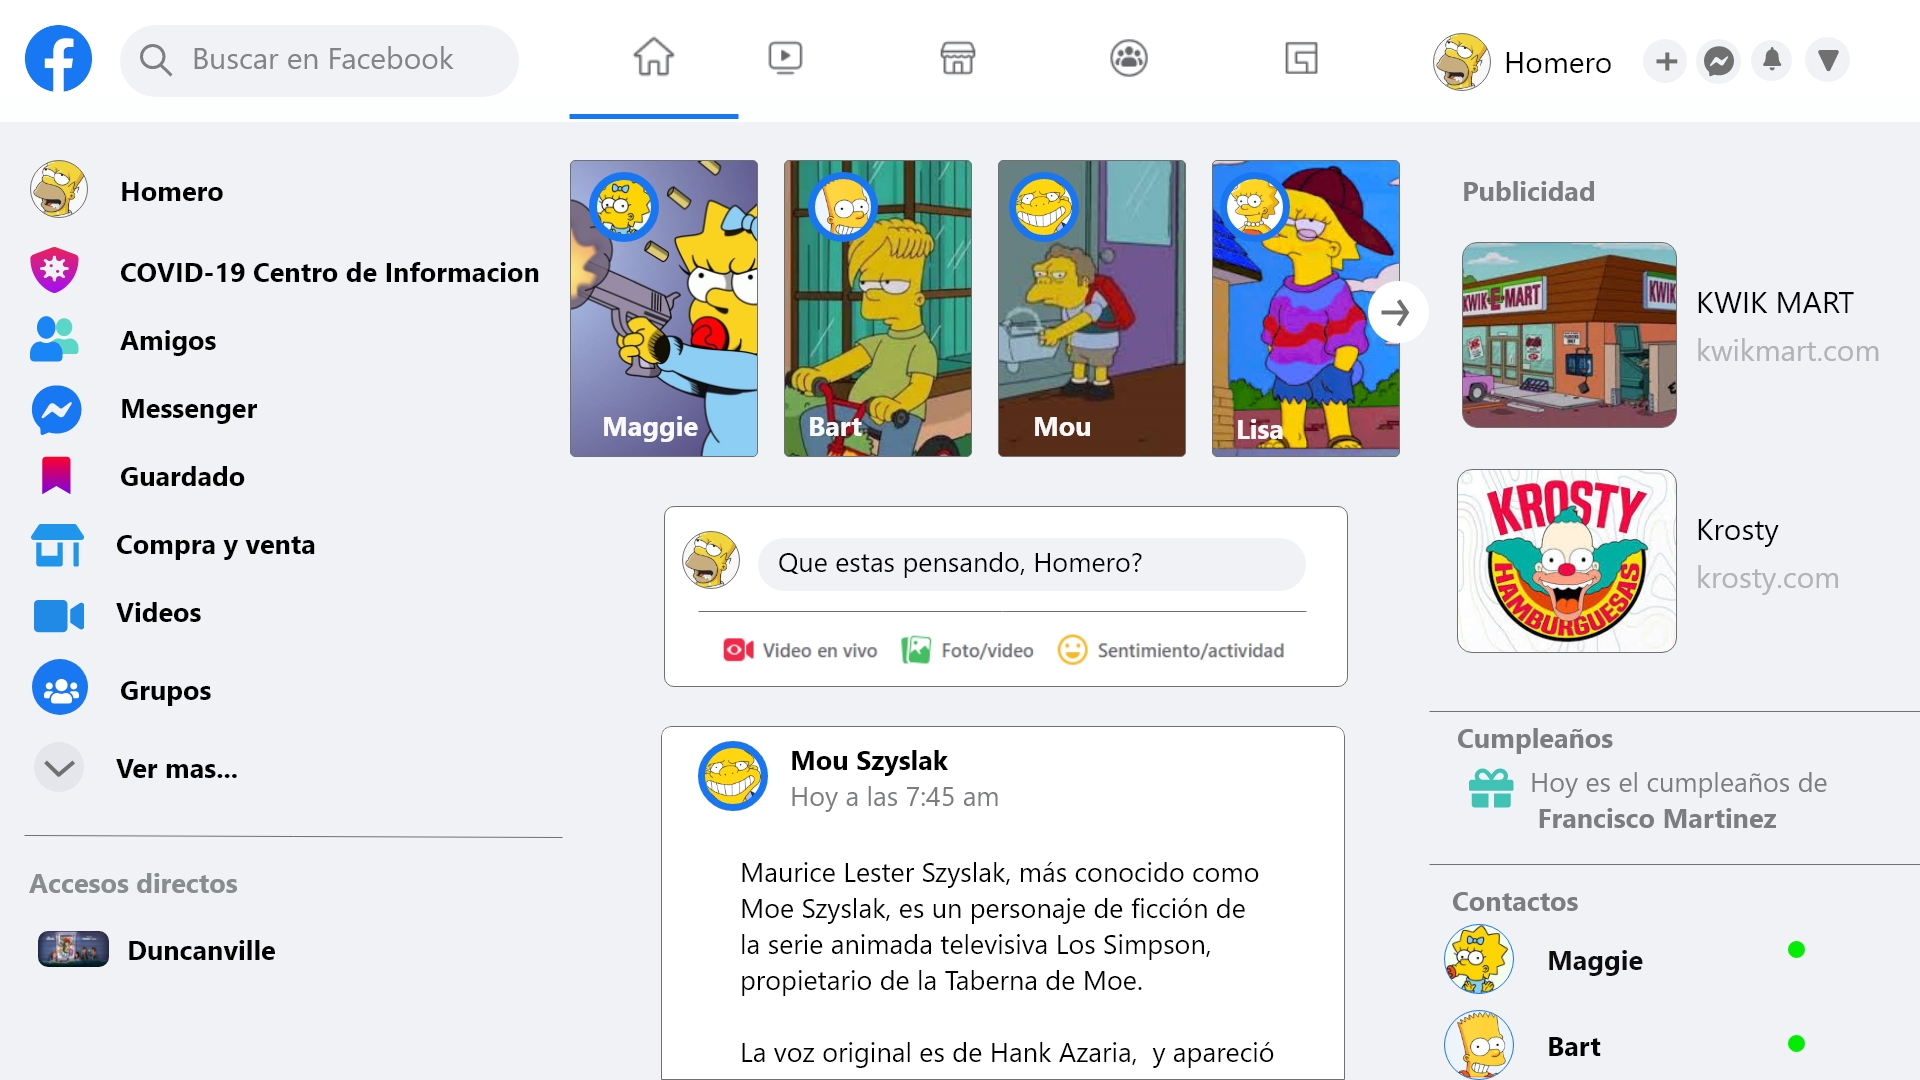 Buscar en Facebook
Homero
Homero
COVID-19 Centro de Informacion
Amigos
Messenger
Guardado
Compra y venta
Videos
Grupos
Ver mas...
Accesos directos
Duncanville
Maggie
Bart
Mou
Lisa
Que estas pensando, Homero?
Video en vivo
Foto/video
Sentimiento/actividad
Mou Szyslak
Hoy a las 7:45 am
Maurice Lester Szyslak, más conocido como
Moe Szyslak, es un personaje de ficción de
la serie animada televisiva Los Simpson,
propietario de la Taberna de Moe.
La voz original es de Hank Azaria,  y apareció
Publicidad
KWIK-E-MART
KWIK
KWIK MART
kwikmart.com
KROSTY
HAMBURGUESAS
Krosty
krosty.com
Cumpleaños
Hoy es el cumpleaños de
Francisco Martinez
Contactos
Maggie
Bart